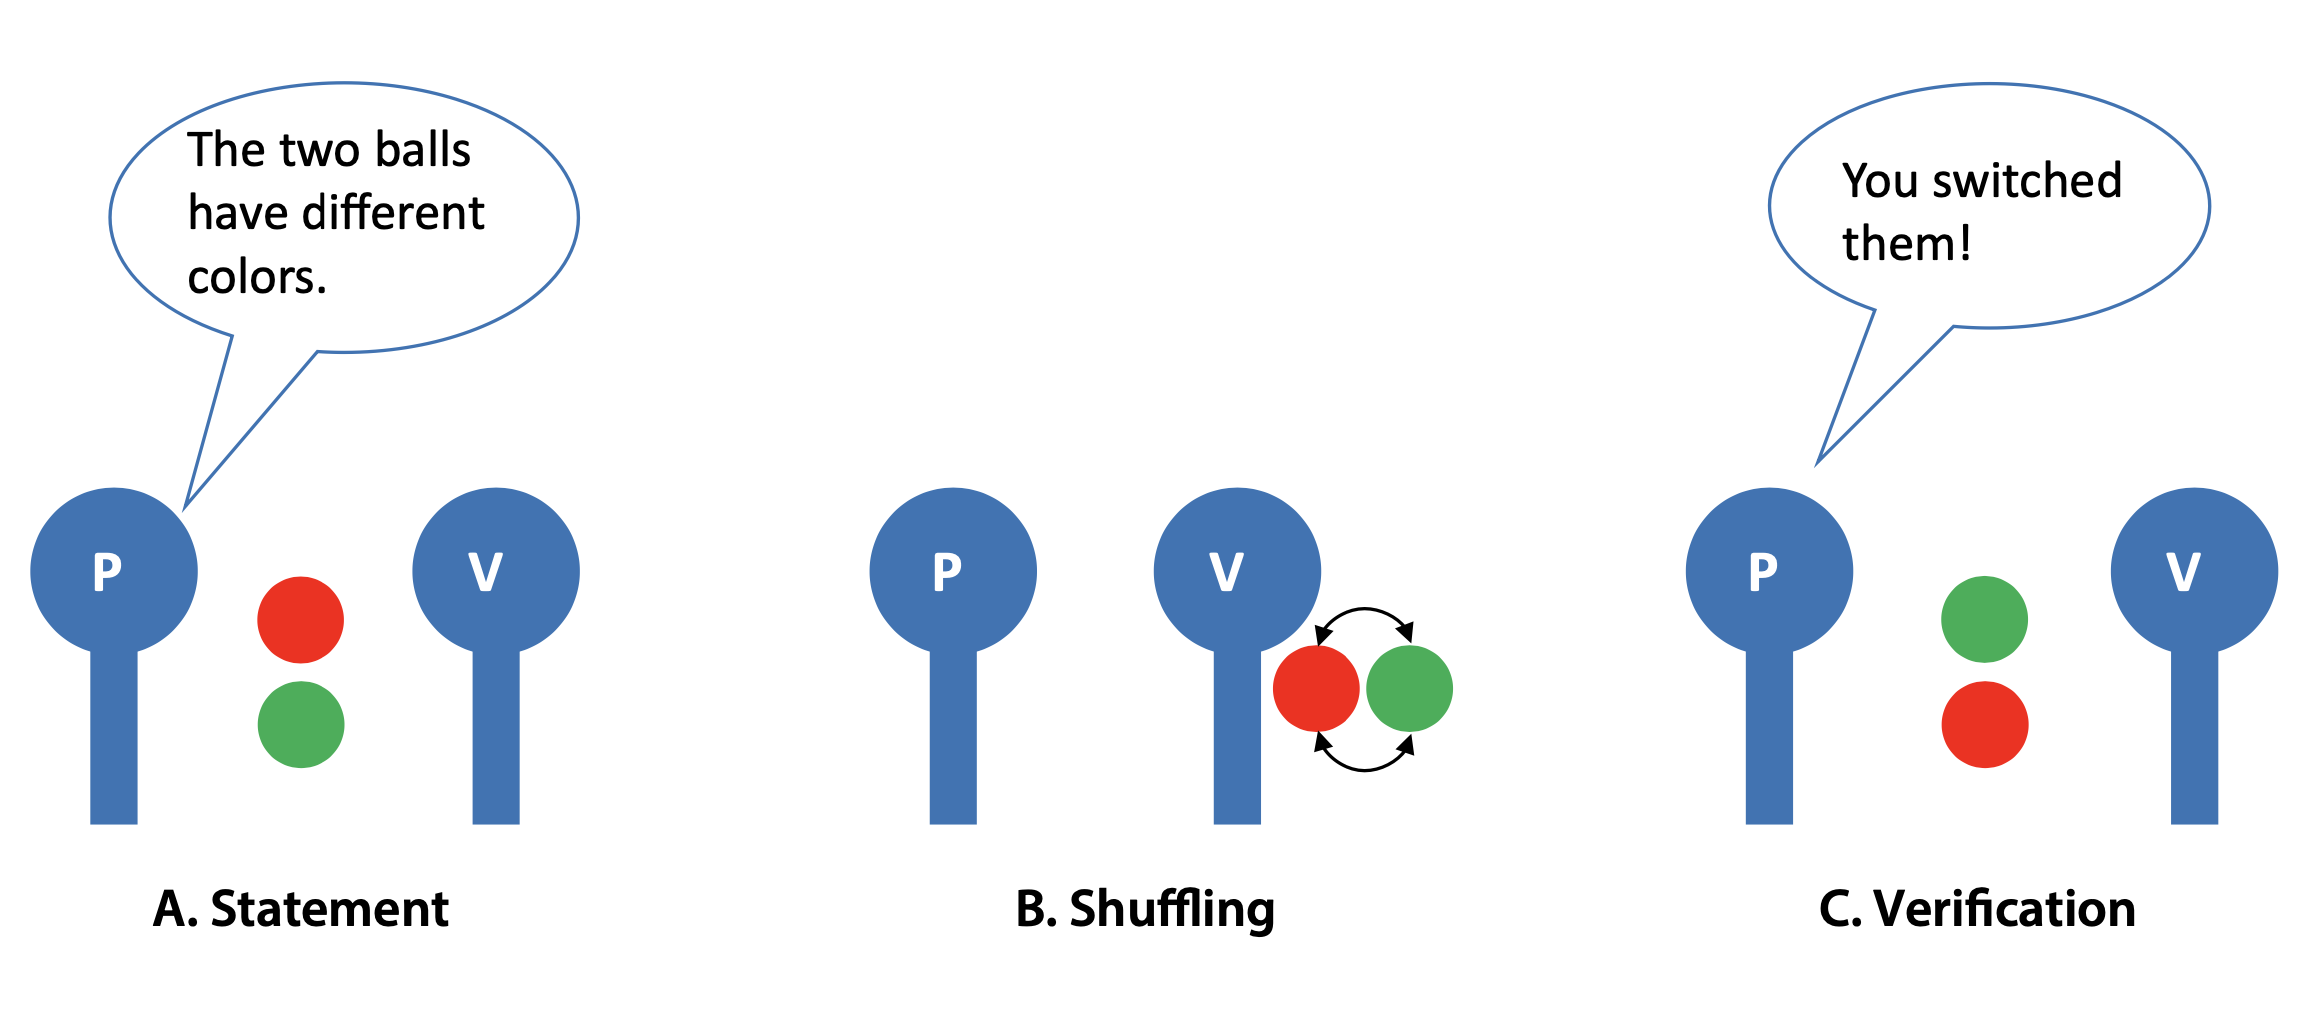 The two balls
have different
colors.
P
V
A. Statement
P
V
B. Shuffling
You switched
them!
P
V
C. Verification